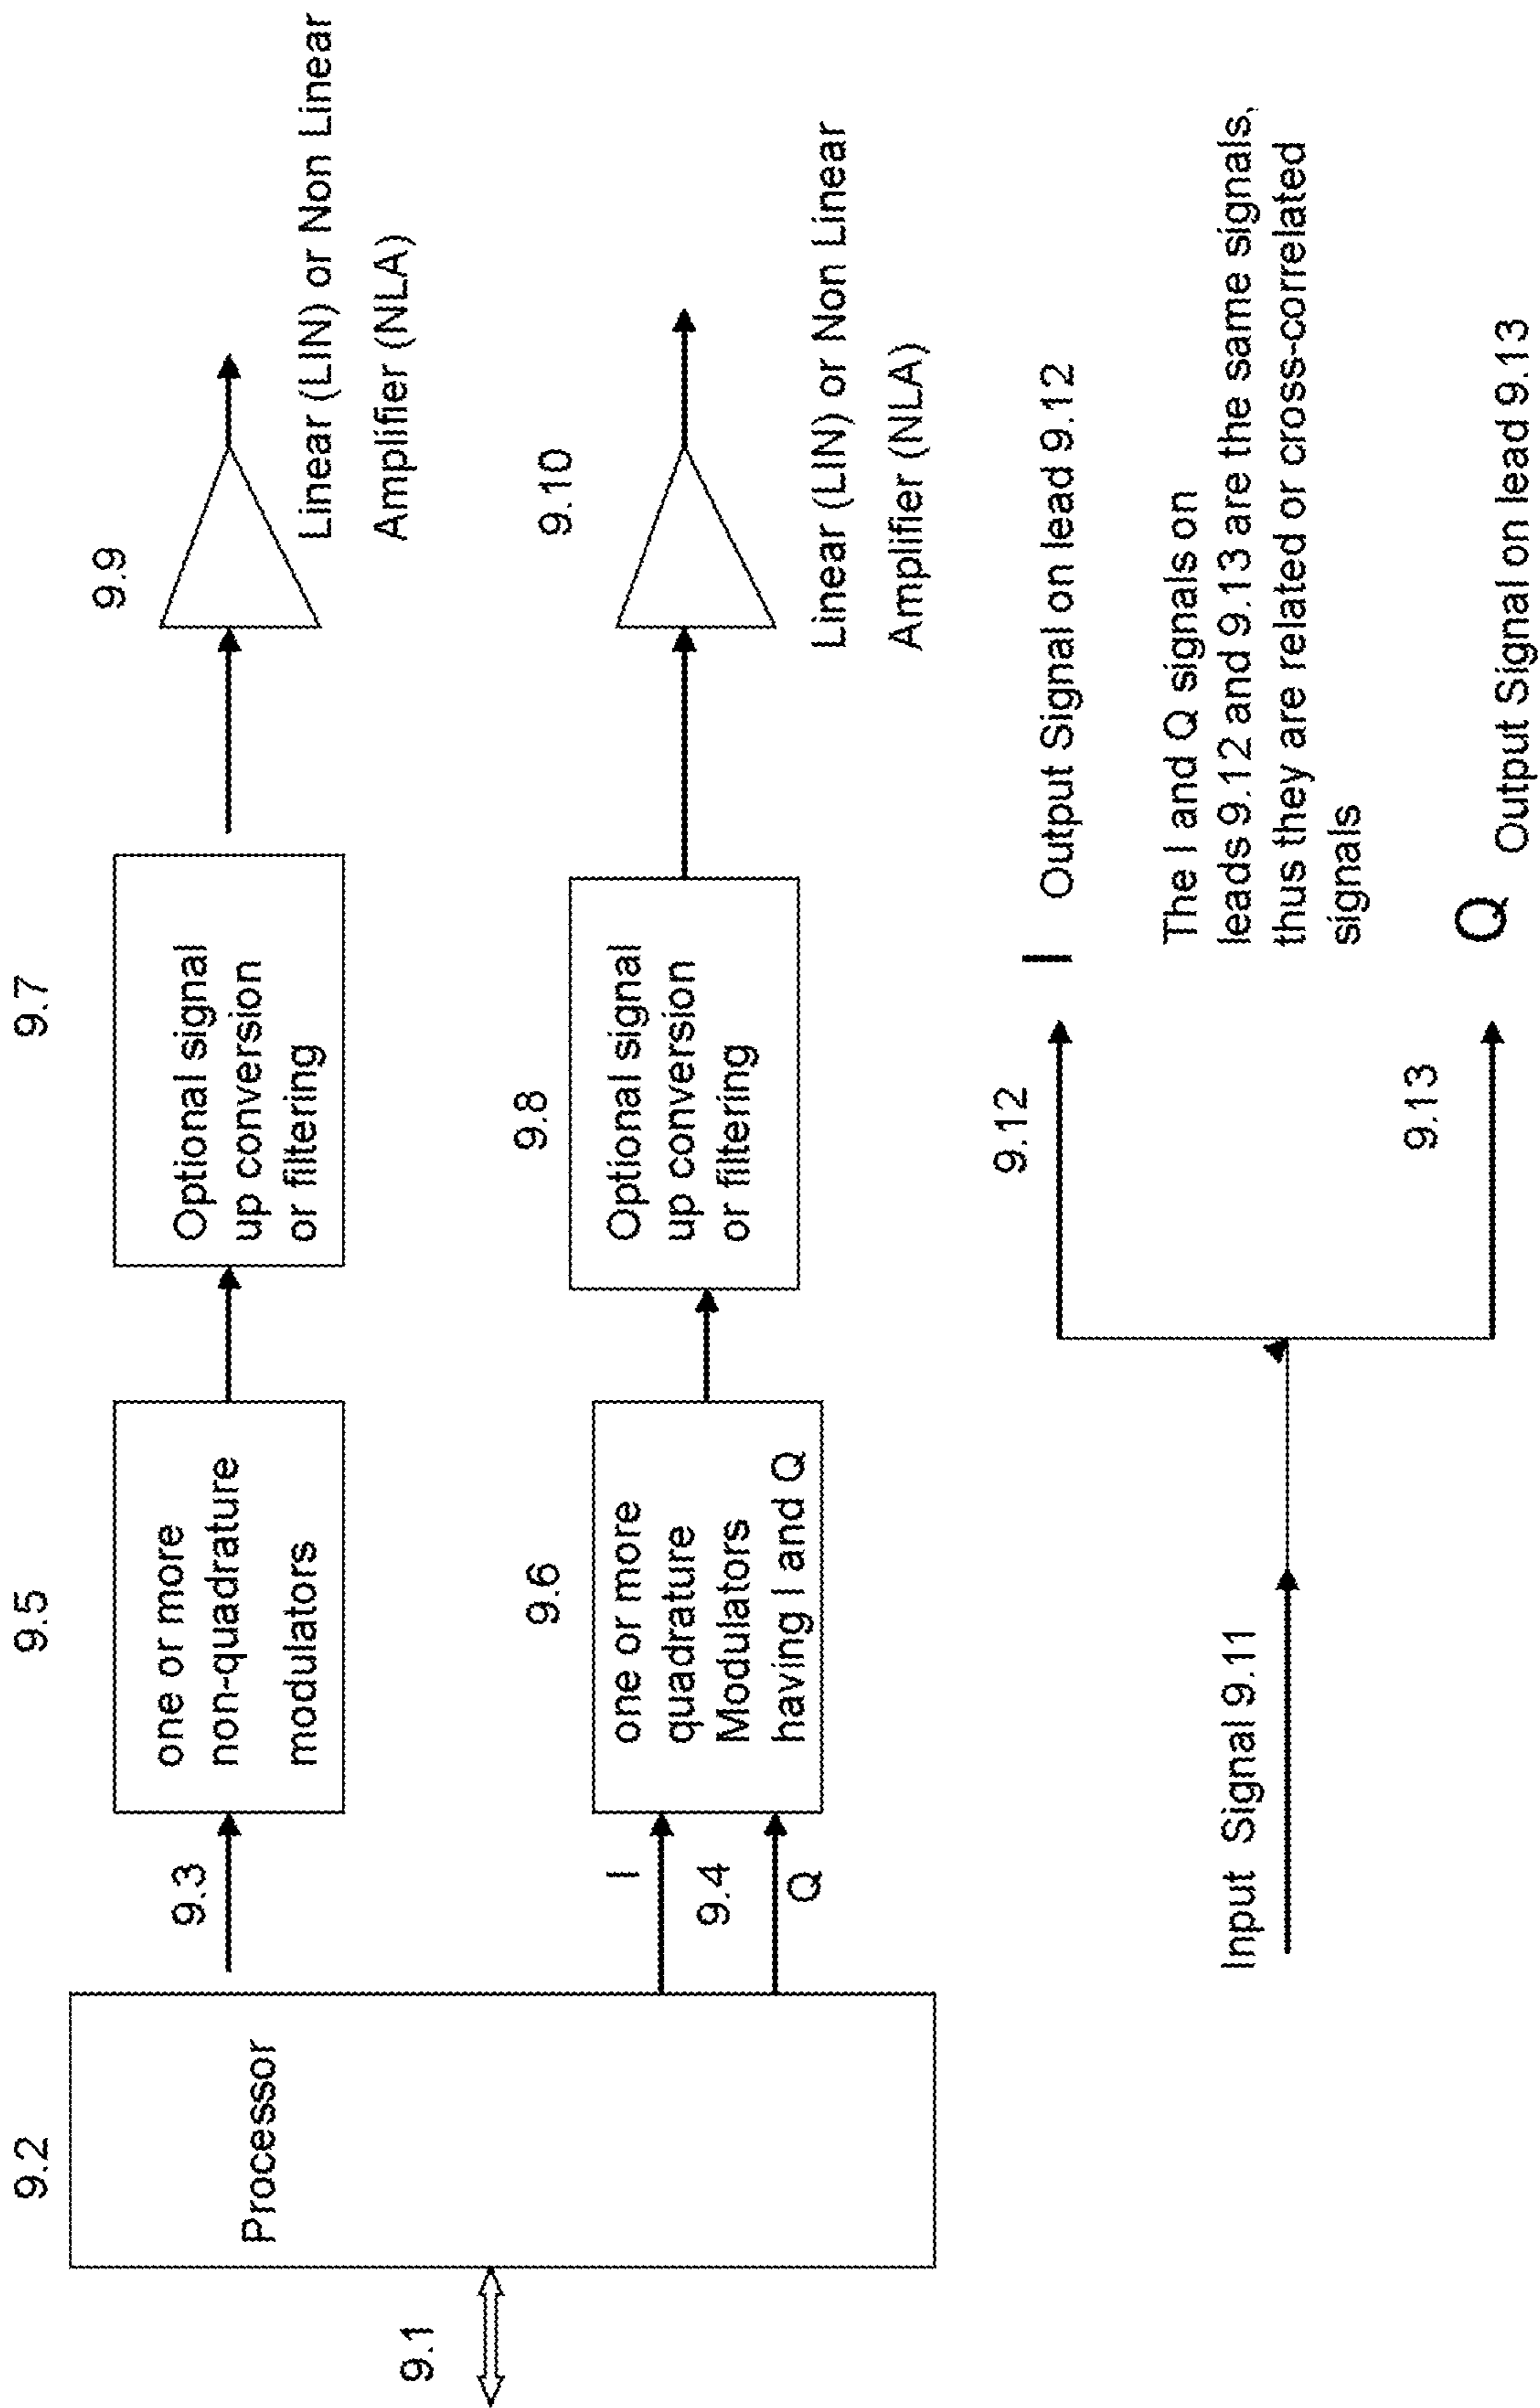 9.1
9.2
Processor
9.3
I
9.4
Q
9.5
one or more
non-quadrature
modulators
9.6
one or more
quadrature
Modulators
having I and Q
9.7
Optional signal
up conversion
or filtering
9.8
Optional signal
up conversion
or filtering
9.9
Linear (LIN) or Non Linear
Amplifier (NLA)
9.10
Linear (LIN) or Non Linear
Amplifier (NLA)
Input Signal 9.11
9.12
I Output Signal on lead 9.12
The I and Q signals on
leads 9.12 and 9.13 are the same signals,
thus they are related or cross-correlated
signals
9.13
Q Output Signal on lead 9.13